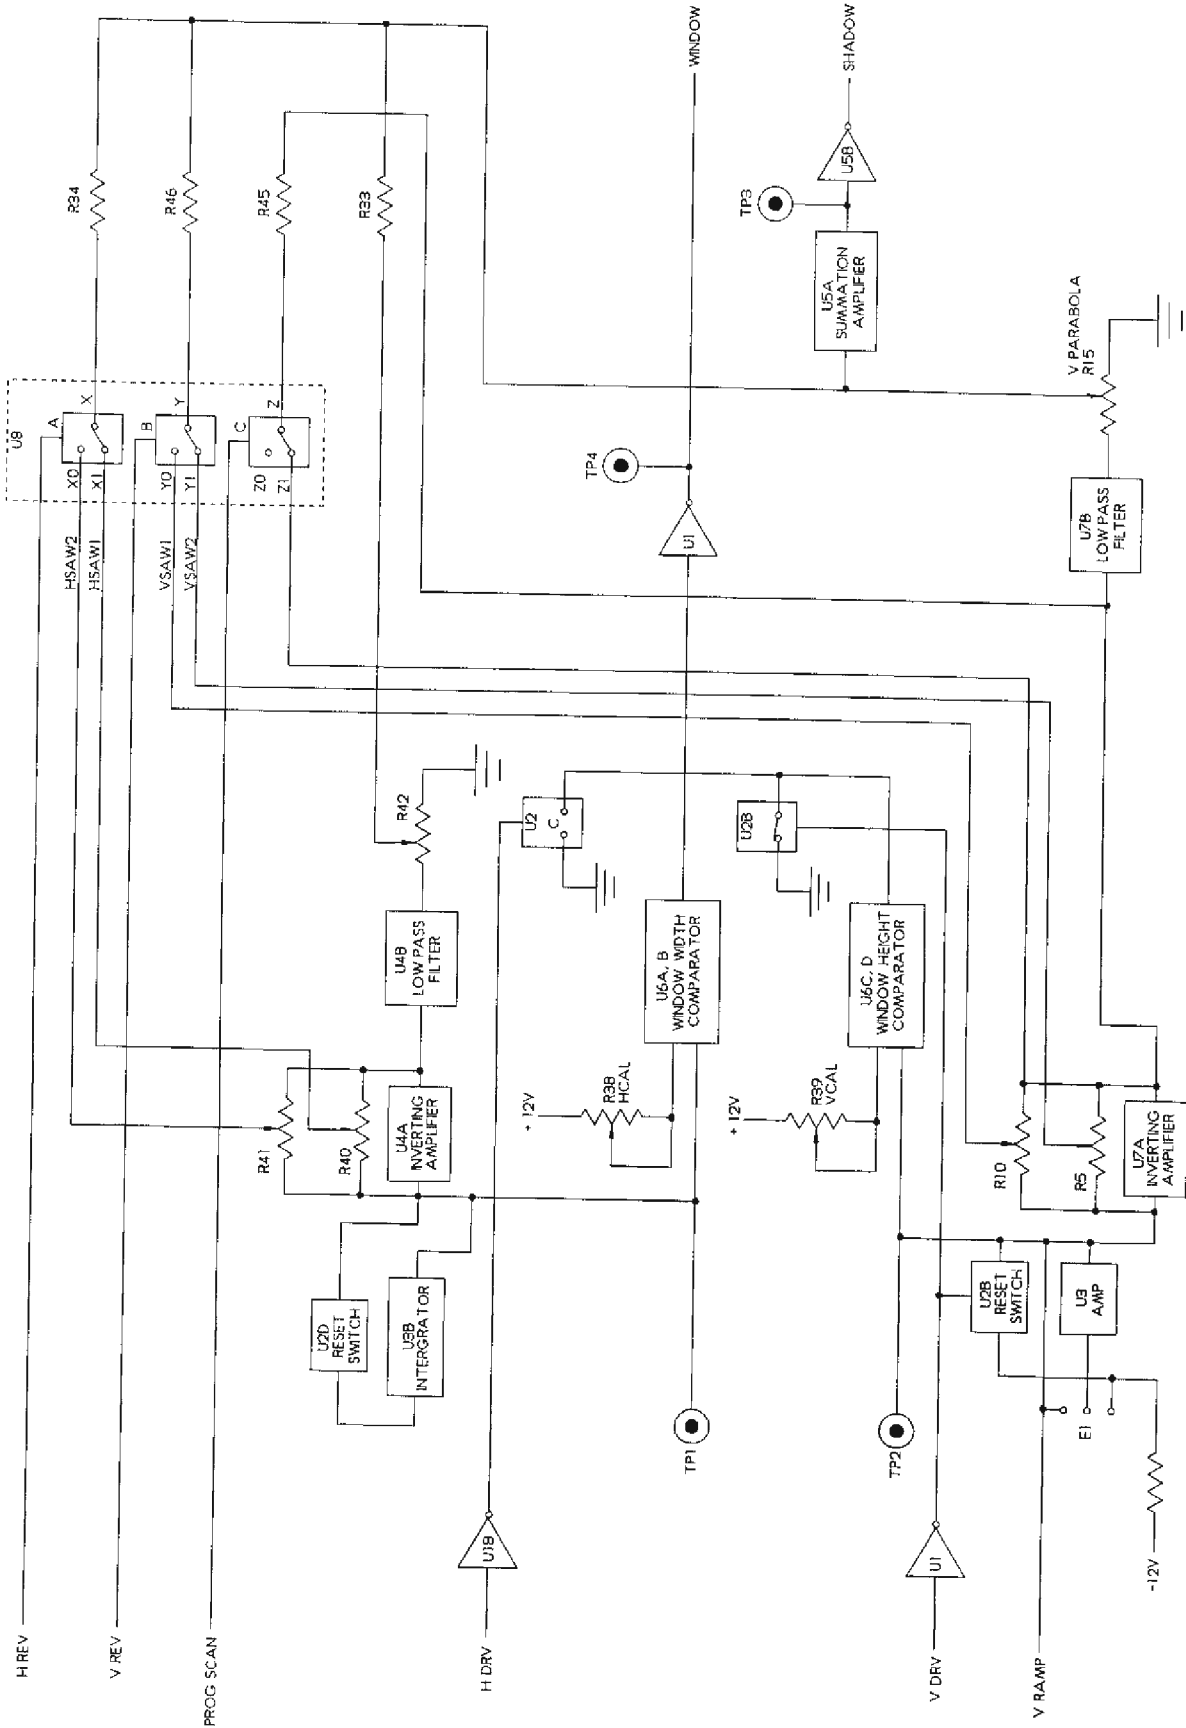 H REV
V REV
PROG SCAN
H DRV
V DRV
V RAMP
-12V
U1B
U1
E1
TP1
TP2
U2D
RESET
SWITCH
U3B
INTERGRATOR
U2B
RESET
SWITCH
U3
AMP
R41
R40
U4A
INVERTING
AMPLIFIER
+12V
R38
HCAL
+12V
R39
VCAL
R10
R5
U7A
INVERTING
AMPLIFIER
U4B
LOW PASS
FILTER
R42
U6A, B
WINDOW WIDTH
COMPARATOR
U6C, D
WINDOW HEIGHT
COMPARATOR
U2
C
U2B
HSAW2
HSAW1
VSAW1
VSAW2
U8
X0
X1
A
X
Y0
Y1
B
Y
Z0
Z1
C
Z
U1
TP4
U7B
LOW PASS
FILTER
V PARABOLA
R15
U5A
SUMMATION
AMPLIFIER
TP3
U5B
R34
R46
R45
R33
WINDOW
SHADOW